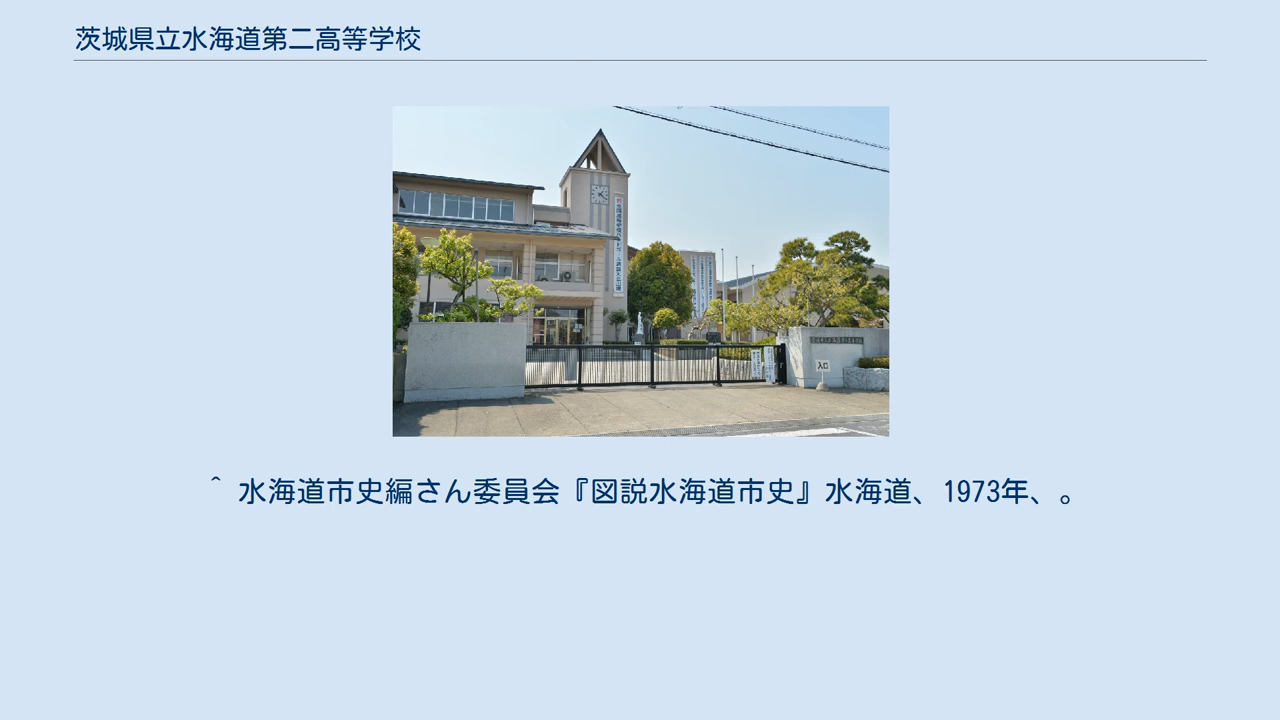 茨城県立水海道第二高等学校
入口
^ 水海道市史編さん委員会『図説水海道市史』水海道、1973年、。